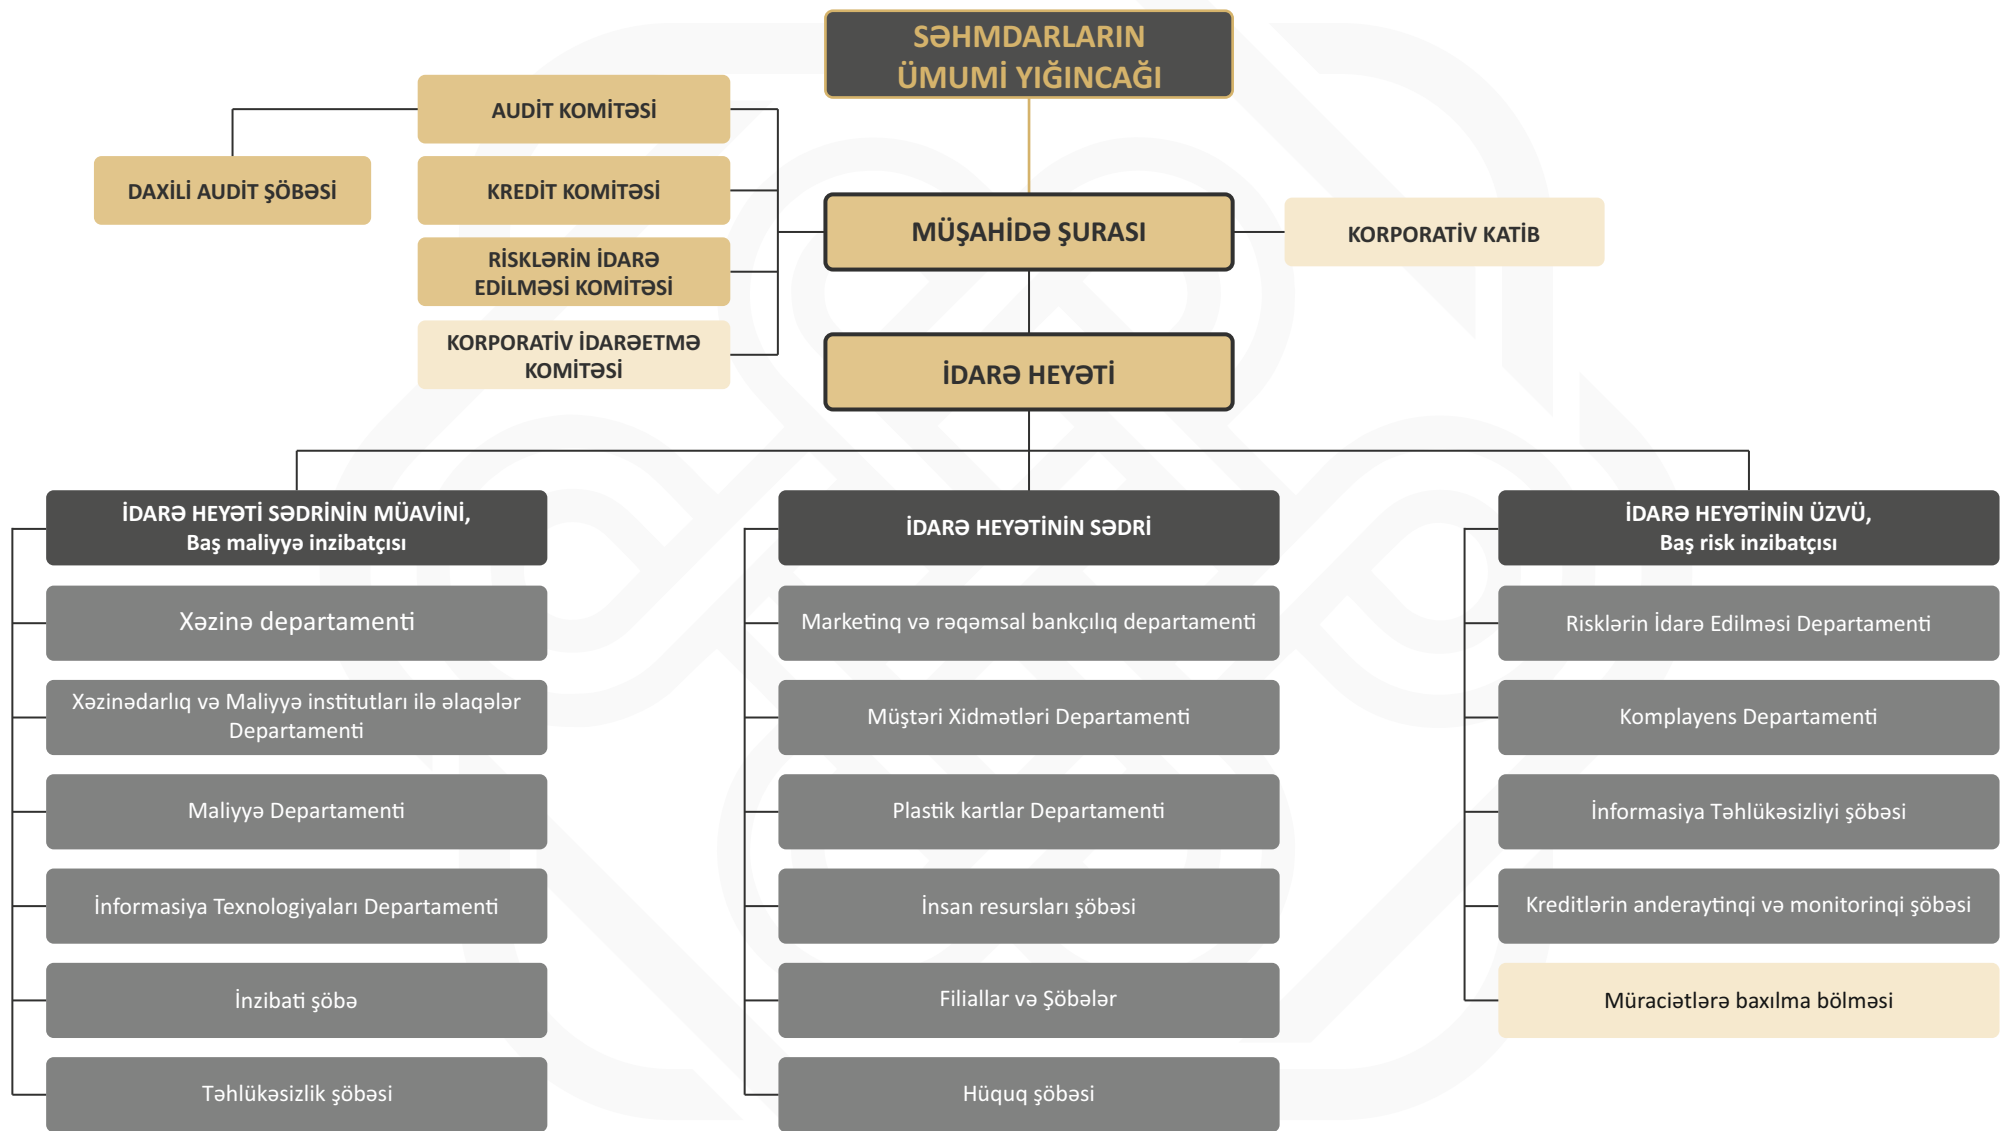 SƏHMDARLARIN
ÜMUMİ YIĞINCAĞI
AUDİT KOMİTƏSİ
DAXİLİ AUDİT ŞÖBƏSİ
KREDİT KOMİTƏSİ
RİSKLƏRİN İDARƏ
EDİLMƏSİ KOMİTƏSİ
KORPORATİV İDARƏETMƏ
KOMİTƏSİ
MÜŞAHİDƏ ŞURASI
KORPORATİV KATİB
İDARƏ HEYƏTİ
İDARƏ HEYƏTİ SƏDRİNİN MÜAVİNİ,
Baş maliyyə inzibatçısı
Xəzinə departamenti
Xəzinədarlıq və Maliyyə institutları ilə əlaqələr
Departamenti
Maliyyə Departamenti
İnformasiya Texnologiyaları Departamenti
İnzibati şöbə
Təhlükəsizlik şöbəsi
İDARƏ HEYƏTİNİN SƏDRİ
Marketinq və rəqəmsal bankçılıq departamenti
Müştəri Xidmətləri Departamenti
Plastik kartlar Departamenti
İnsan resursları şöbəsi
Filiallar və Şöbələr
Hüquq şöbəsi
İDARƏ HEYƏTİNİN ÜZVÜ,
Baş risk inzibatçısı
Risklərin İdarə Edilməsi Departamenti
Komplayens Departamenti
İnformasiya Təhlükəsizliyi şöbəsi
Kreditlərin anderaytinqi və monitorinqi şöbəsi
Müraciətlərə baxılma bölməsi